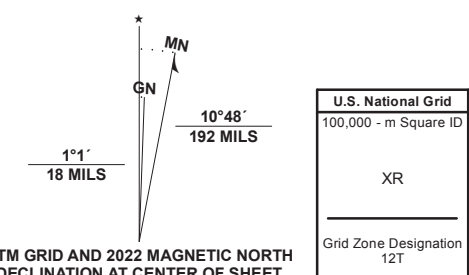 ★
MN
GN
10°48´
192 MILS
1°1´
18 MILS
TM GRID AND 2022 MAGNETIC NORTH
DECLINATION AT CENTER OF SHEET
U.S. National Grid
100,000 - m Square ID
XR
Grid Zone Designation
12T